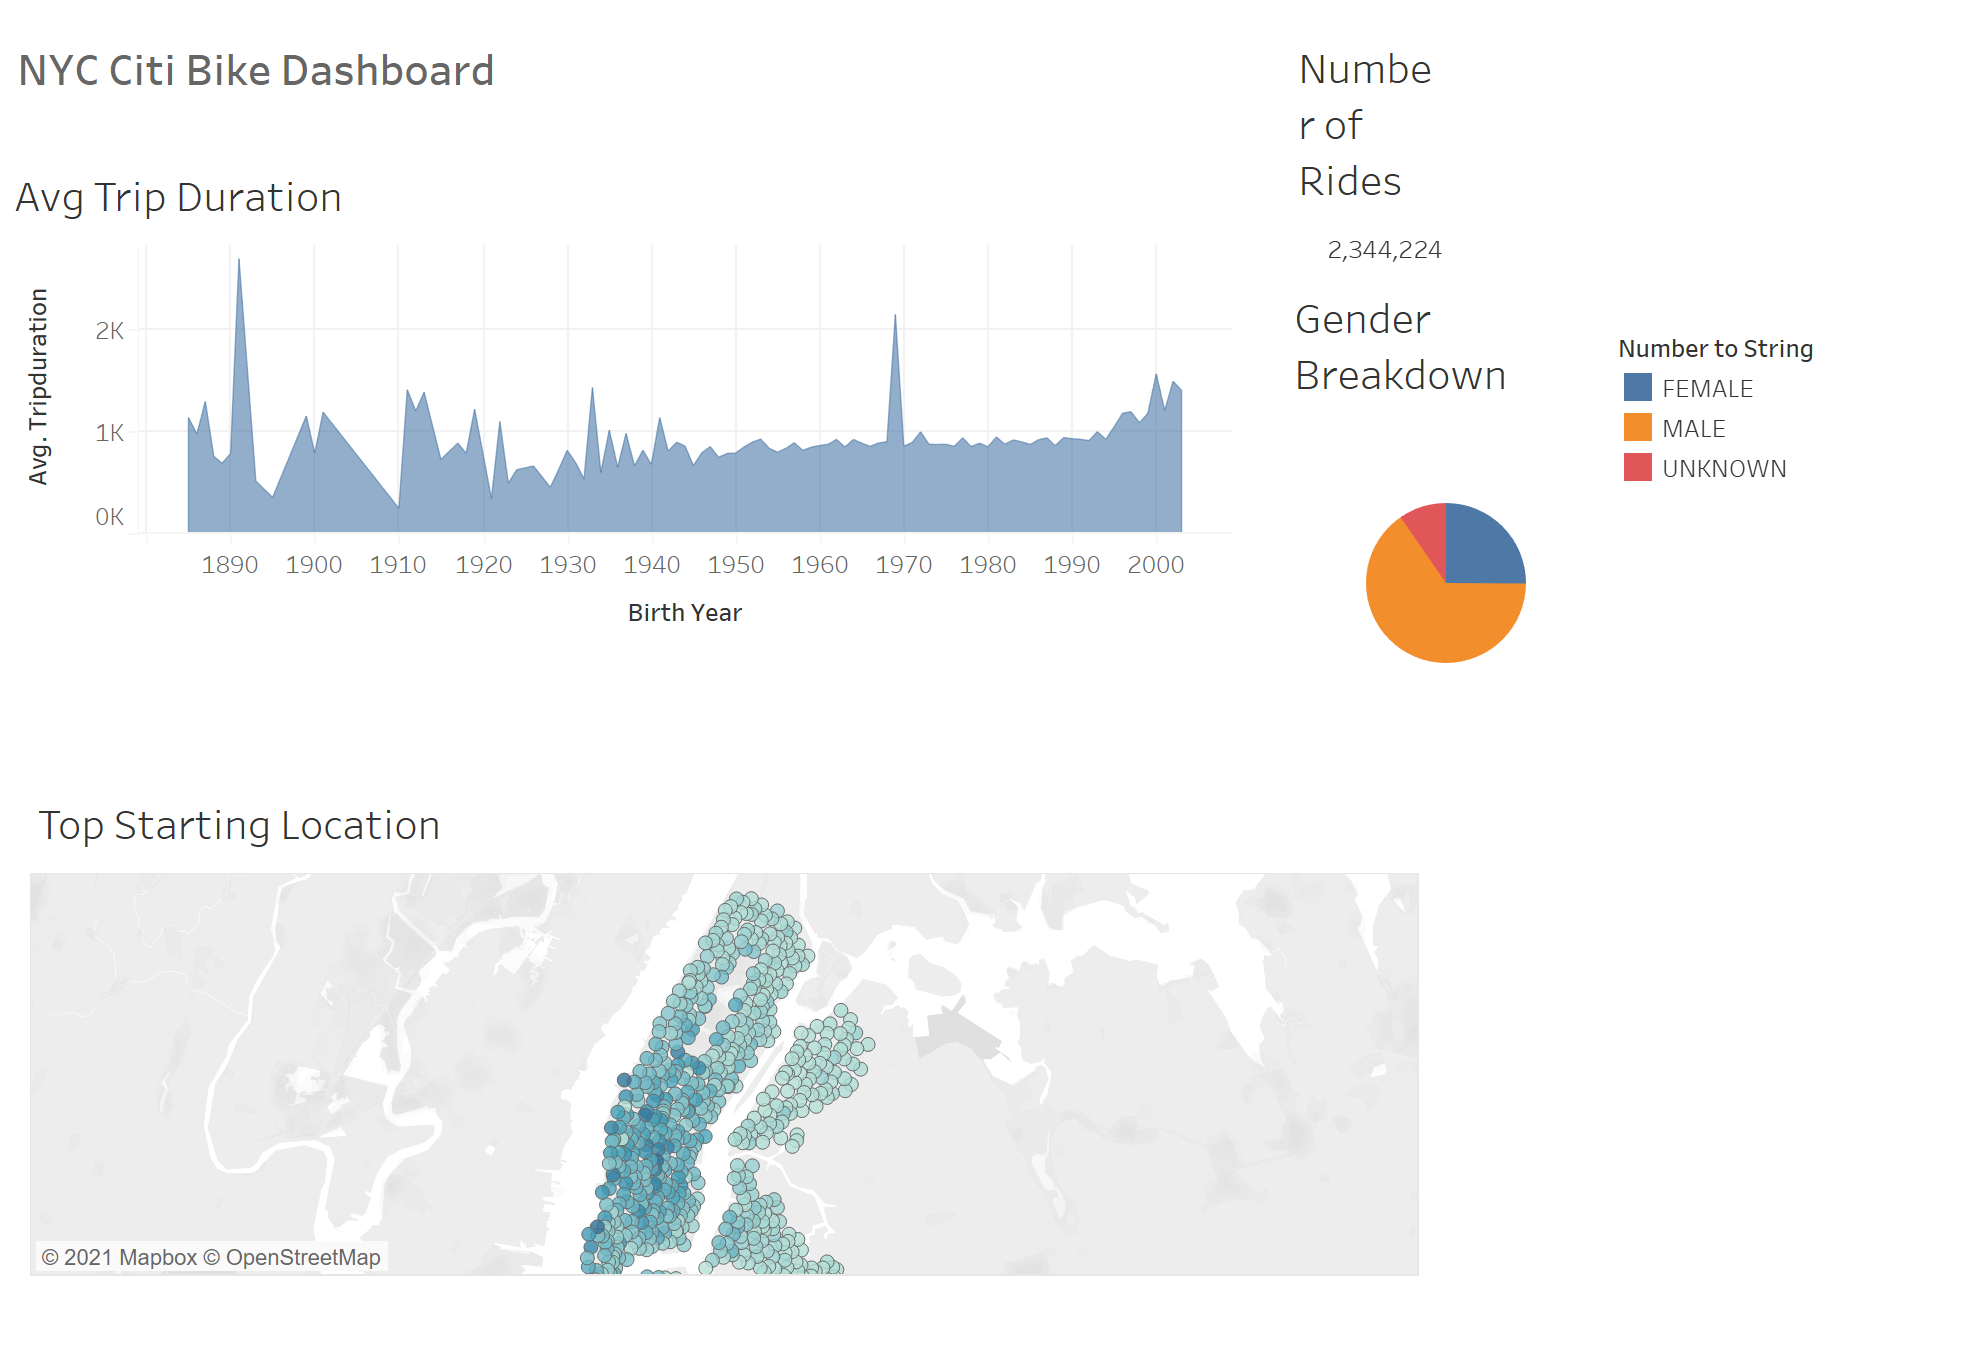 NYC Citi Bike Dashboard
Avg Trip Duration
Avg. Tripduration
2K
1K
0K
1890 1900 1910 1920 1930 1940 1950 1960 1970 1980 1990 2000
Birth Year
Numbe
r of
Rides
2,344,224
Gender
Breakdown
Number to String
FEMALE
MALE
UNKNOWN
Top Starting Location
© 2021 Mapbox © OpenStreetMap